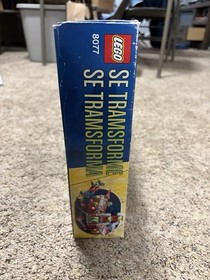 LEGO
8077
SE TRANSFORME
SE TRANSFORMA